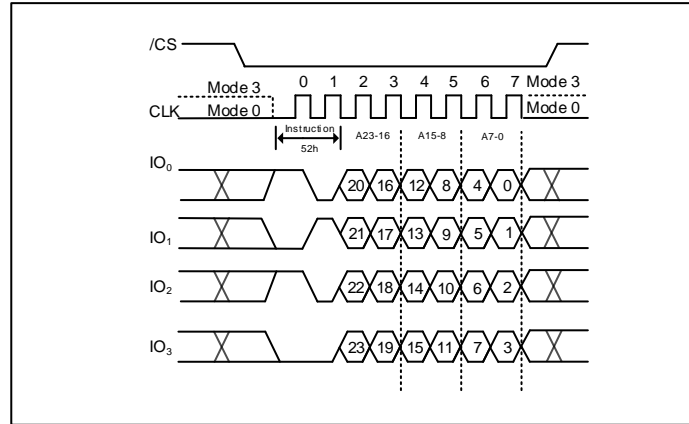 /CS
0 1 2 3 4 5 6 7
Mode 3 Mode 3
CLK Mode 0 Mode 0
Instruction A23-16 A15-8 A7-0
52h
IO0
20 16 12 8 4 0
IO1
21 17 13 9 5 1
IO2
22 18 14 10 6 2
IO3
23 19 15 11 7 3